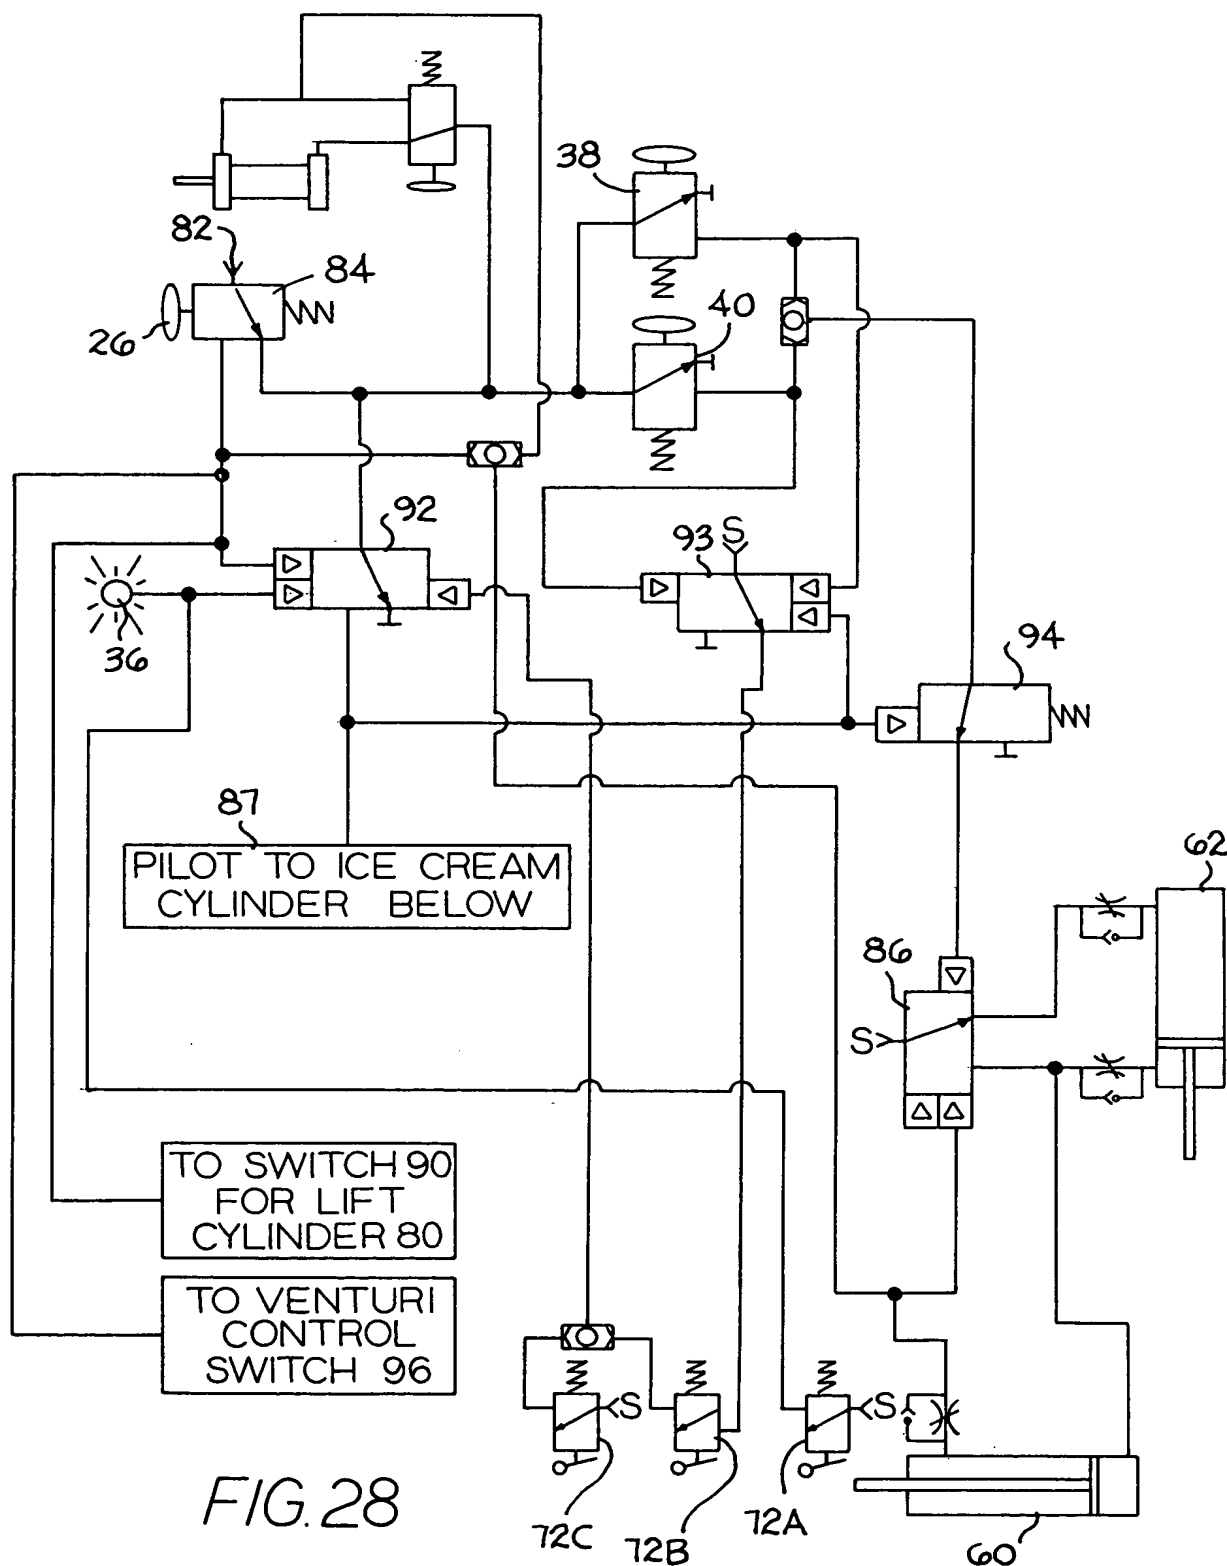 38
82
84
26
40
92
93
S
36
94
87
PILOT TO ICE CREAM
CYLINDER BELOW
62
86
S
TO SWITCH 90
FOR LIFT
CYLINDER 80
TO VENTURI
CONTROL
SWITCH 96
S
S
FIG. 28
72C
72B
72A
60